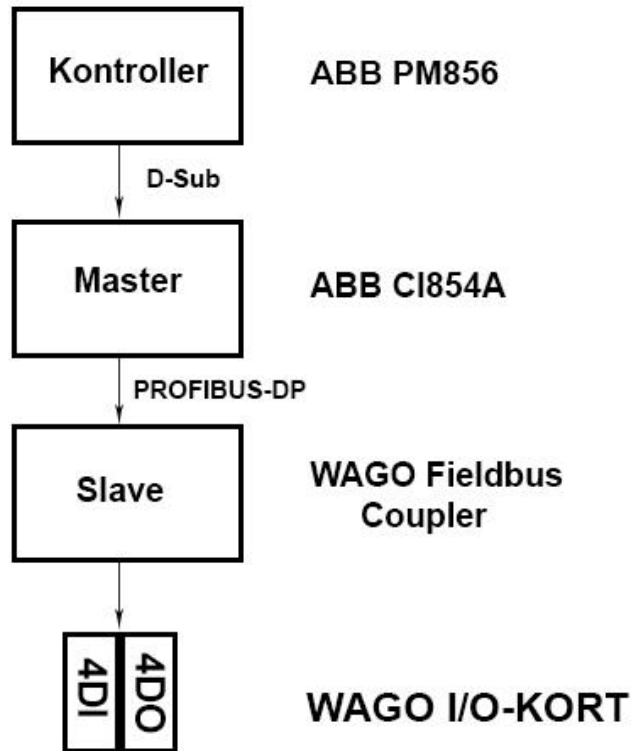 Kontroller
ABB PM856
D-Sub
Master
ABB CI854A
PROFIBUS-DP
Slave
WAGO Fieldbus
Coupler
4DI
4DO
WAGO I/O-KORT